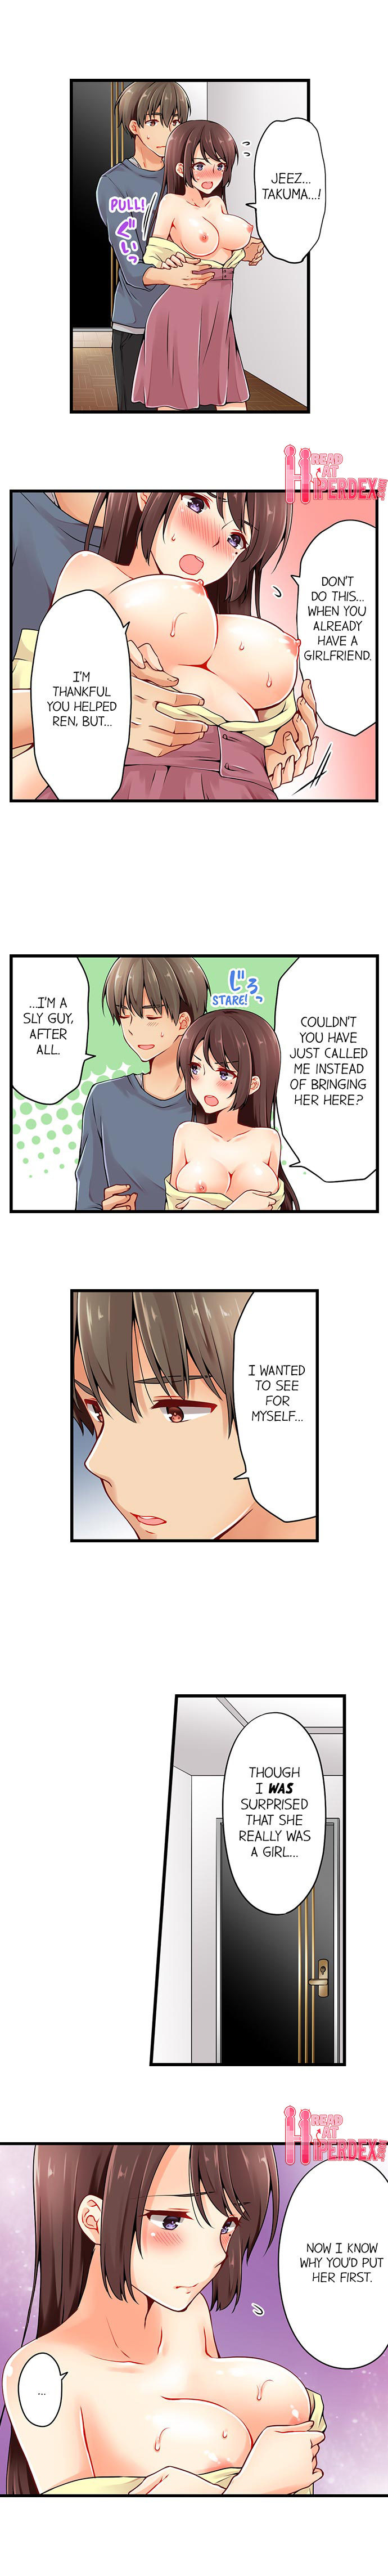 JEEZ...
TAKUMA...!
PULL!
ぐいっ
READ
AT
HIPERDEX
DON'T
DO THIS...
WHEN YOU
ALREADY
HAVE A
GIRLFRIEND.
I'M
THANKFUL
YOU HELPED
REN, BUT...
...I'M A
SLY GUY,
AFTER
ALL.
じろっ
STARE!
COULDN'T
YOU HAVE
JUST CALLED
ME INSTEAD
OF BRINGING
HER HERE?
I WANTED
TO SEE
FOR
MYSELF...
THOUGH
I WAS
SURPRISED
THAT SHE
REALLY WAS
A GIRL...
READ
AT
HIPERDEX
NOW I KNOW
WHY YOU'D PUT
HER FIRST.
...